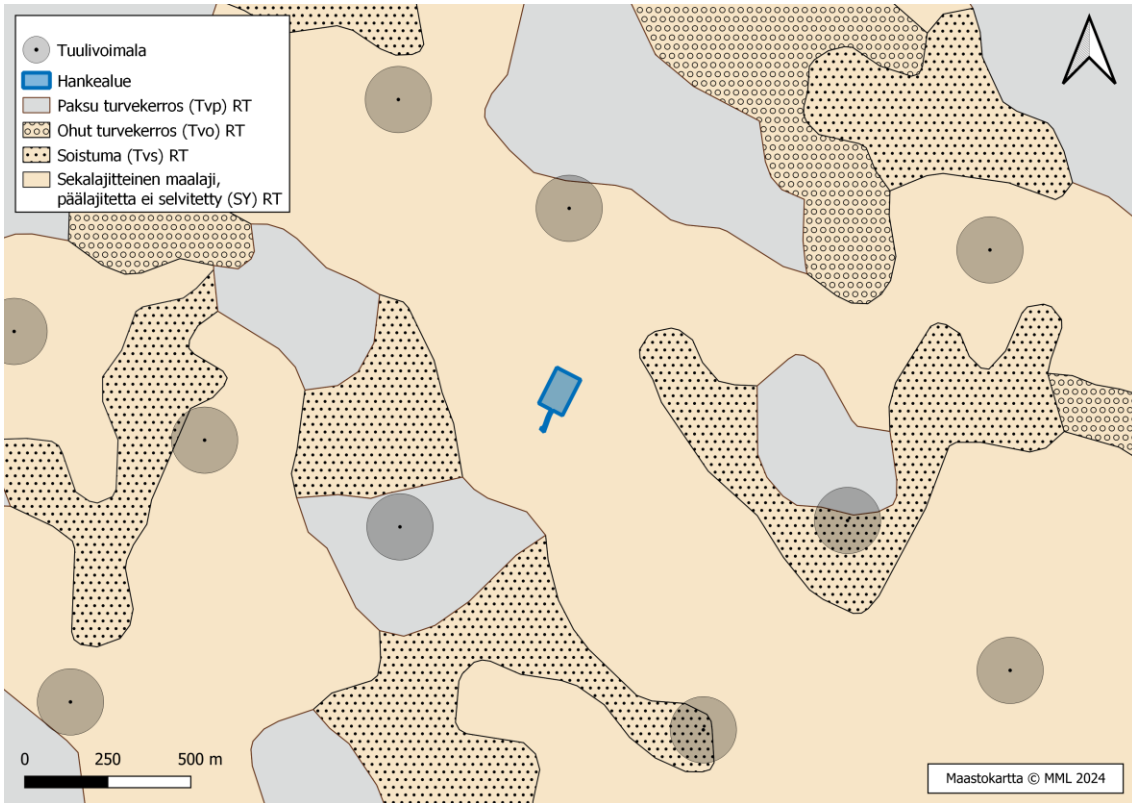 Tuulivoimala
Hankealue
Paksu turvekerros (Tvp) RT
Ohut turvekerros (Tvo) RT
Soistuma (Tvs) RT
Sekalajitteinen maalaji,
päälajitetta ei selvitetty (SY) RT
0 250 500 m
Maastokartta © MML 2024